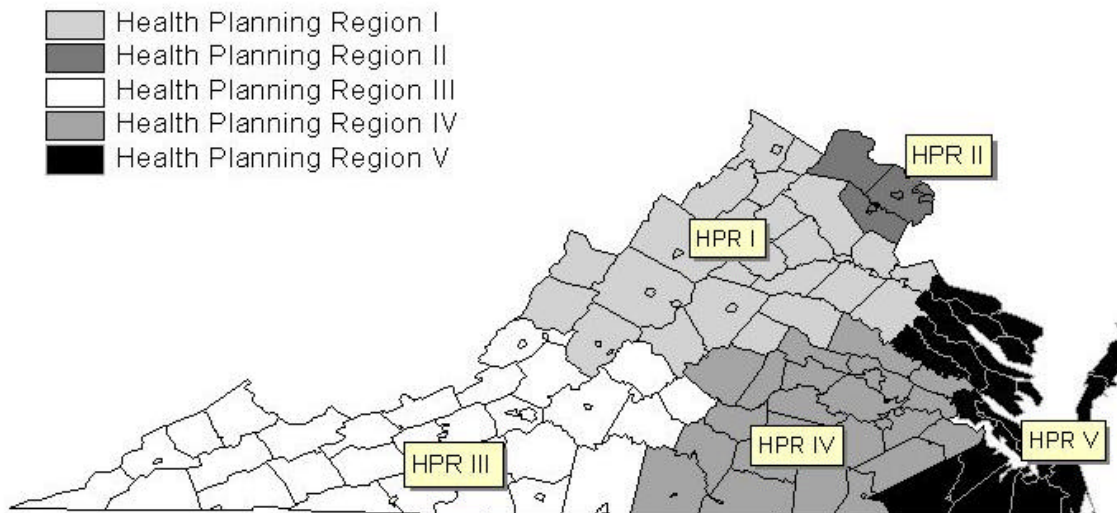 Health Planning Region I
Health Planning Region II
Health Planning Region III
Health Planning Region IV
Health Planning Region V
HPR II
HPR I
HPR IV
HPR V
HPR III